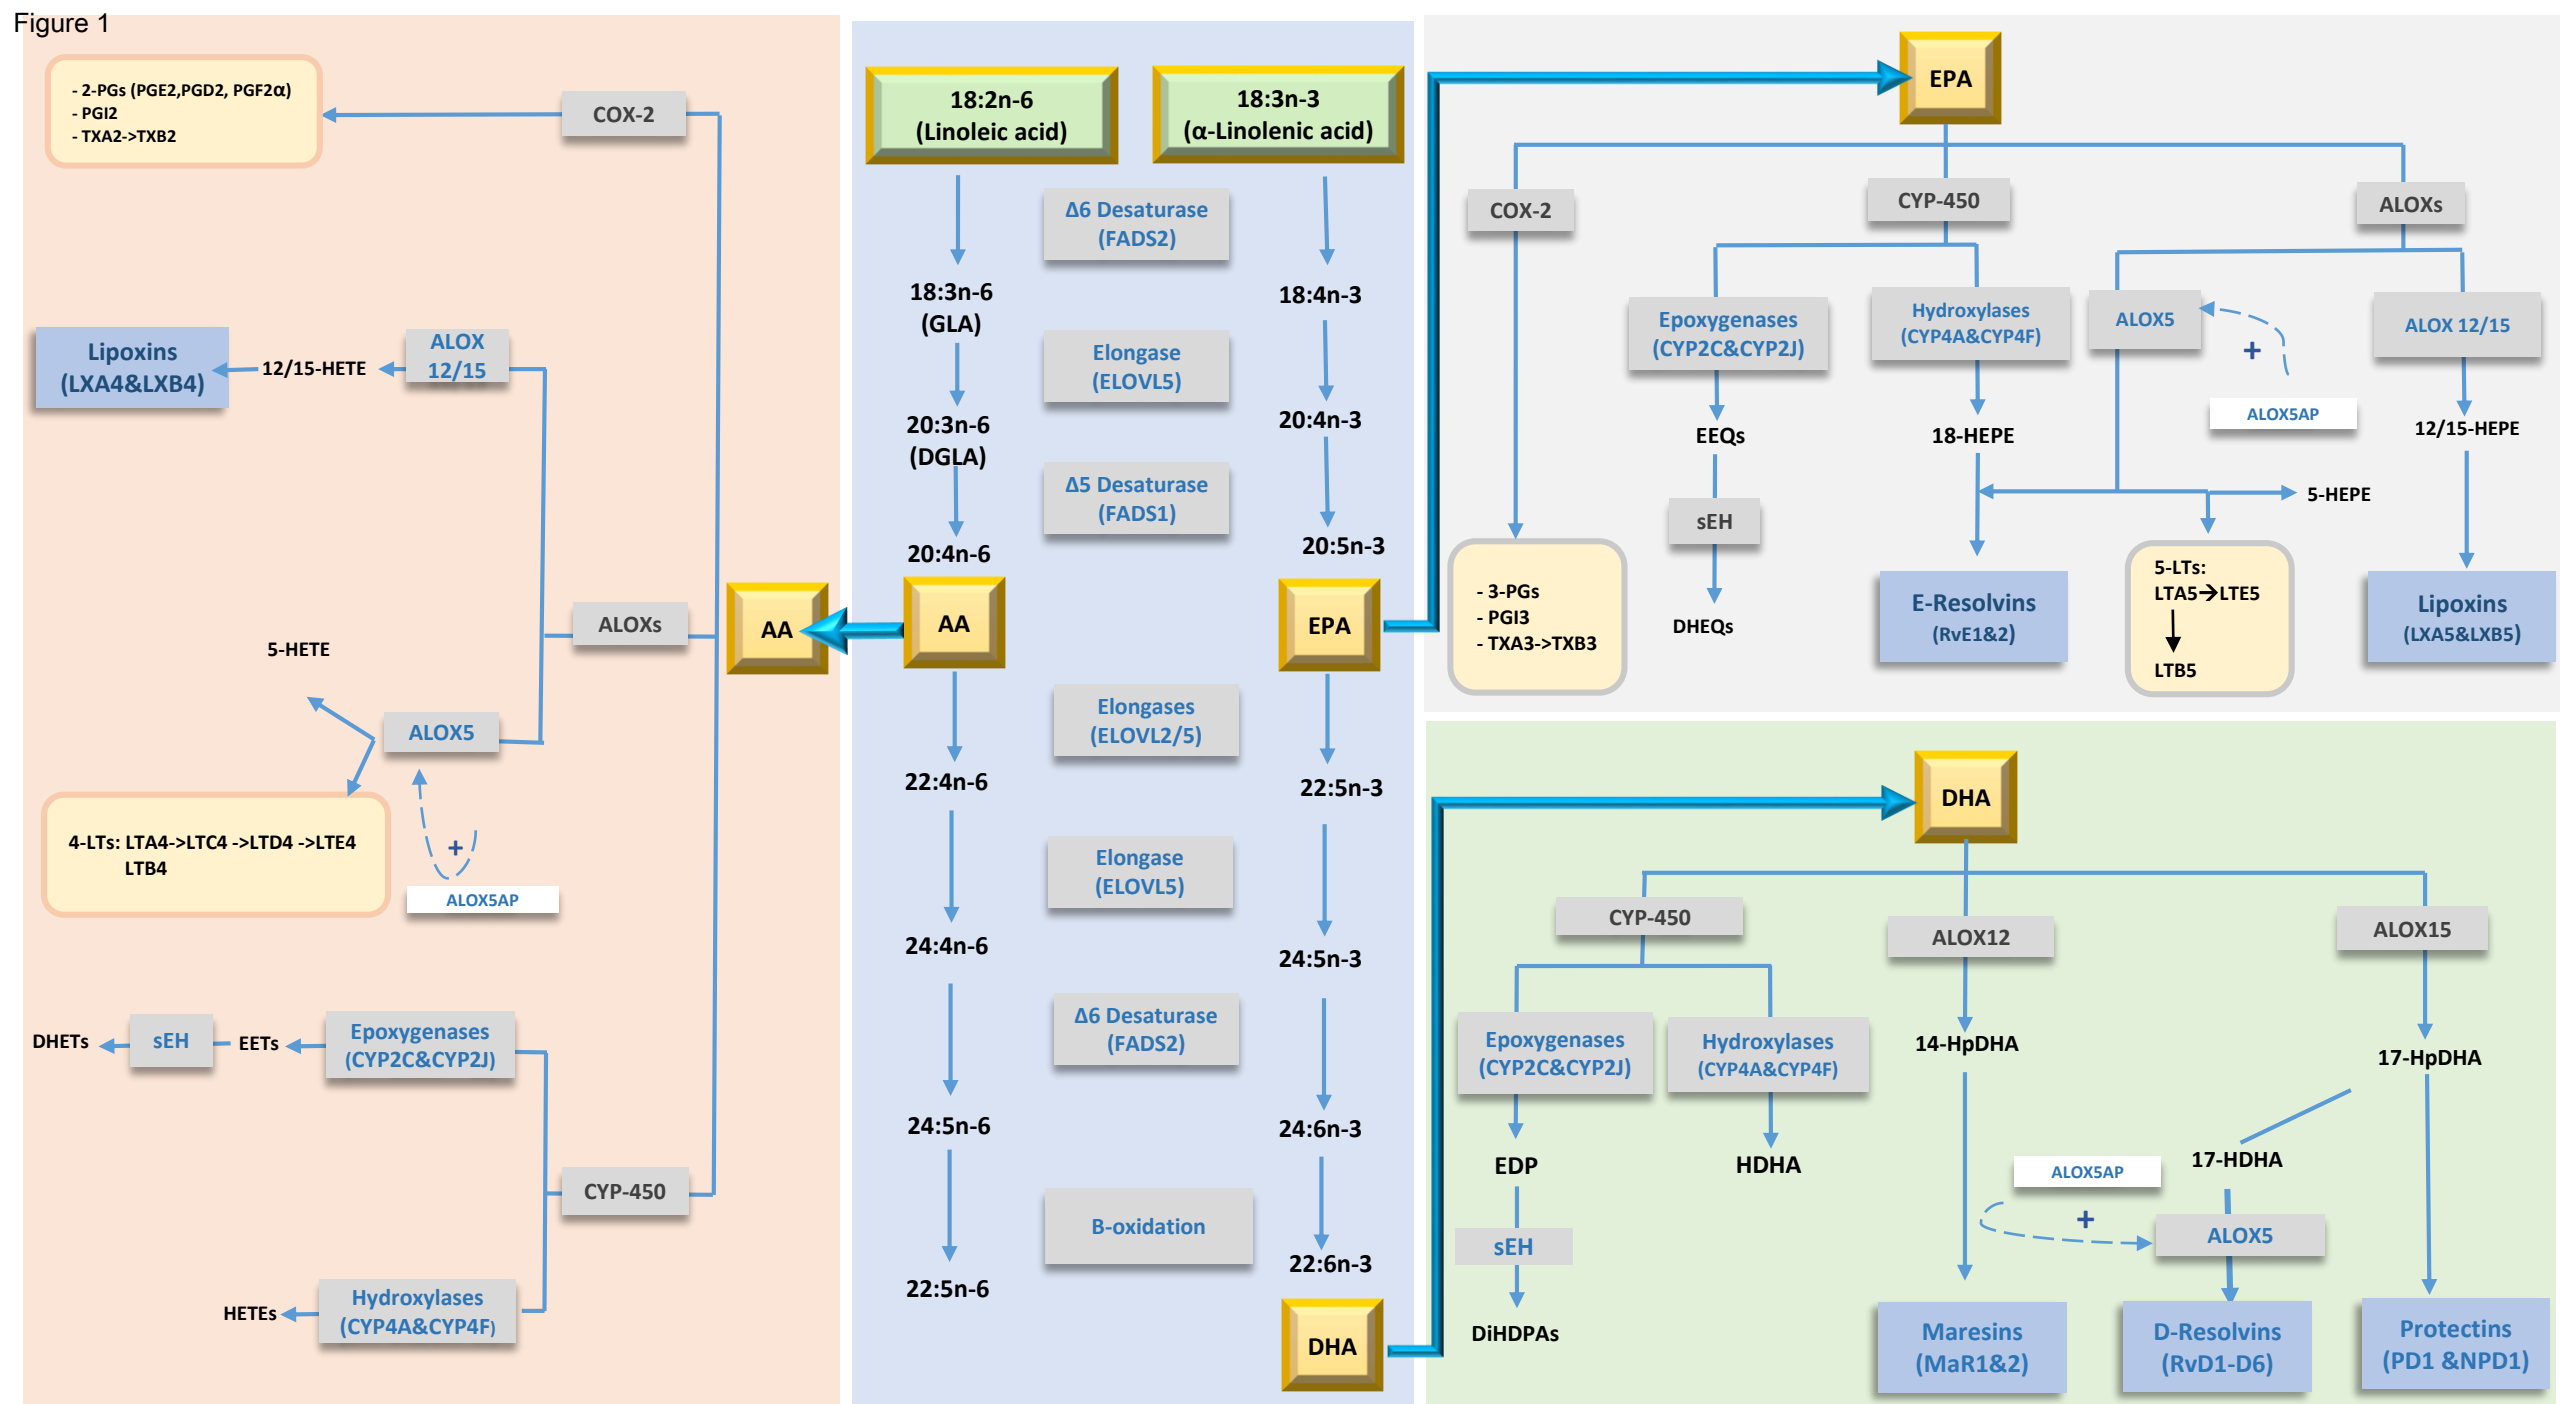 Figure 1
- 2-PGs (PGE2,PGD2, PGF2α)
- PGI2
- TXA2->TXB2
COX-2
Lipoxins
(LXA4&LXB4)
12/15-HETE
ALOX
12/15
ALOXs
AA
5-HETE
ALOX5
4-LTs: LTA4->LTC4 ->LTD4 ->LTE4
LTB4
+
ALOX5AP
DHETs
sEH
EETs
Epoxygenases
(CYP2C&CYP2J)
CYP-450
HETEs
Hydroxylases
(CYP4A&CYP4F)
18:2n-6
(Linoleic acid)
18:3n-3
(α-Linolenic acid)
Δ6 Desaturase
(FADS2)
18:3n-6
(GLA)
18:4n-3
Elongase
(ELOVL5)
20:3n-6
(DGLA)
20:4n-3
Δ5 Desaturase
(FADS1)
20:4n-6
20:5n-3
AA
EPA
Elongases
(ELOVL2/5)
22:4n-6
22:5n-3
Elongase
(ELOVL5)
24:4n-6
24:5n-3
Δ6 Desaturase
(FADS2)
24:5n-6
24:6n-3
B-oxidation
22:5n-6
22:6n-3
DHA
EPA
COX-2
CYP-450
ALOXs
Epoxygenases
(CYP2C&CYP2J)
Hydroxylases
(CYP4A&CYP4F)
ALOX5
+
ALOX5AP
ALOX 12/15
EEQs
18-HEPE
12/15-HEPE
sEH
5-HEPE
DHEQs
- 3-PGs
- PGI3
- TXA3->TXB3
E-Resolvins
(RvE1&2)
5-LTs:
LTA5➔LTE5
LTB5
Lipoxins
(LXA5&LXB5)
DHA
CYP-450
ALOX12
ALOX15
Epoxygenases
(CYP2C&CYP2J)
Hydroxylases
(CYP4A&CYP4F)
14-HpDHA
17-HpDHA
EDP
HDHA
17-HDHA
ALOX5AP
+
ALOX5
sEH
DiHDPAs
Maresins
(MaR1&2)
D-Resolvins
(RvD1-D6)
Protectins
(PD1 &NPD1)